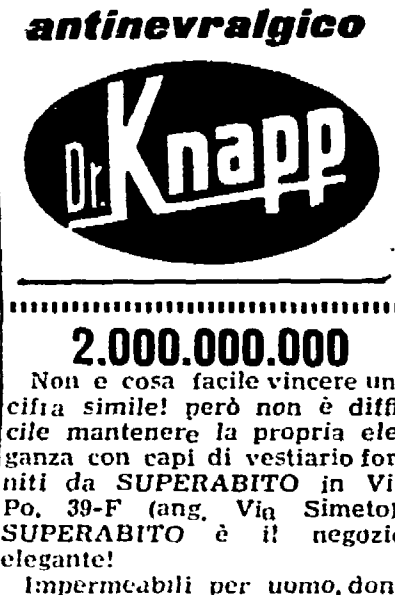 antinevralgico
Dr. Knapp
2.000.000.000
Non e cosa facile vincere un
cifra simile! però non è diffi
cile mantenere la propria ele
ganza con capi di vestiario for
niti da SUPERABITO in Vi
Po. 39-F (ang. Via Simeto)
SUPERABITO è il negozio
elegante!
Impermeabili per uomo, don